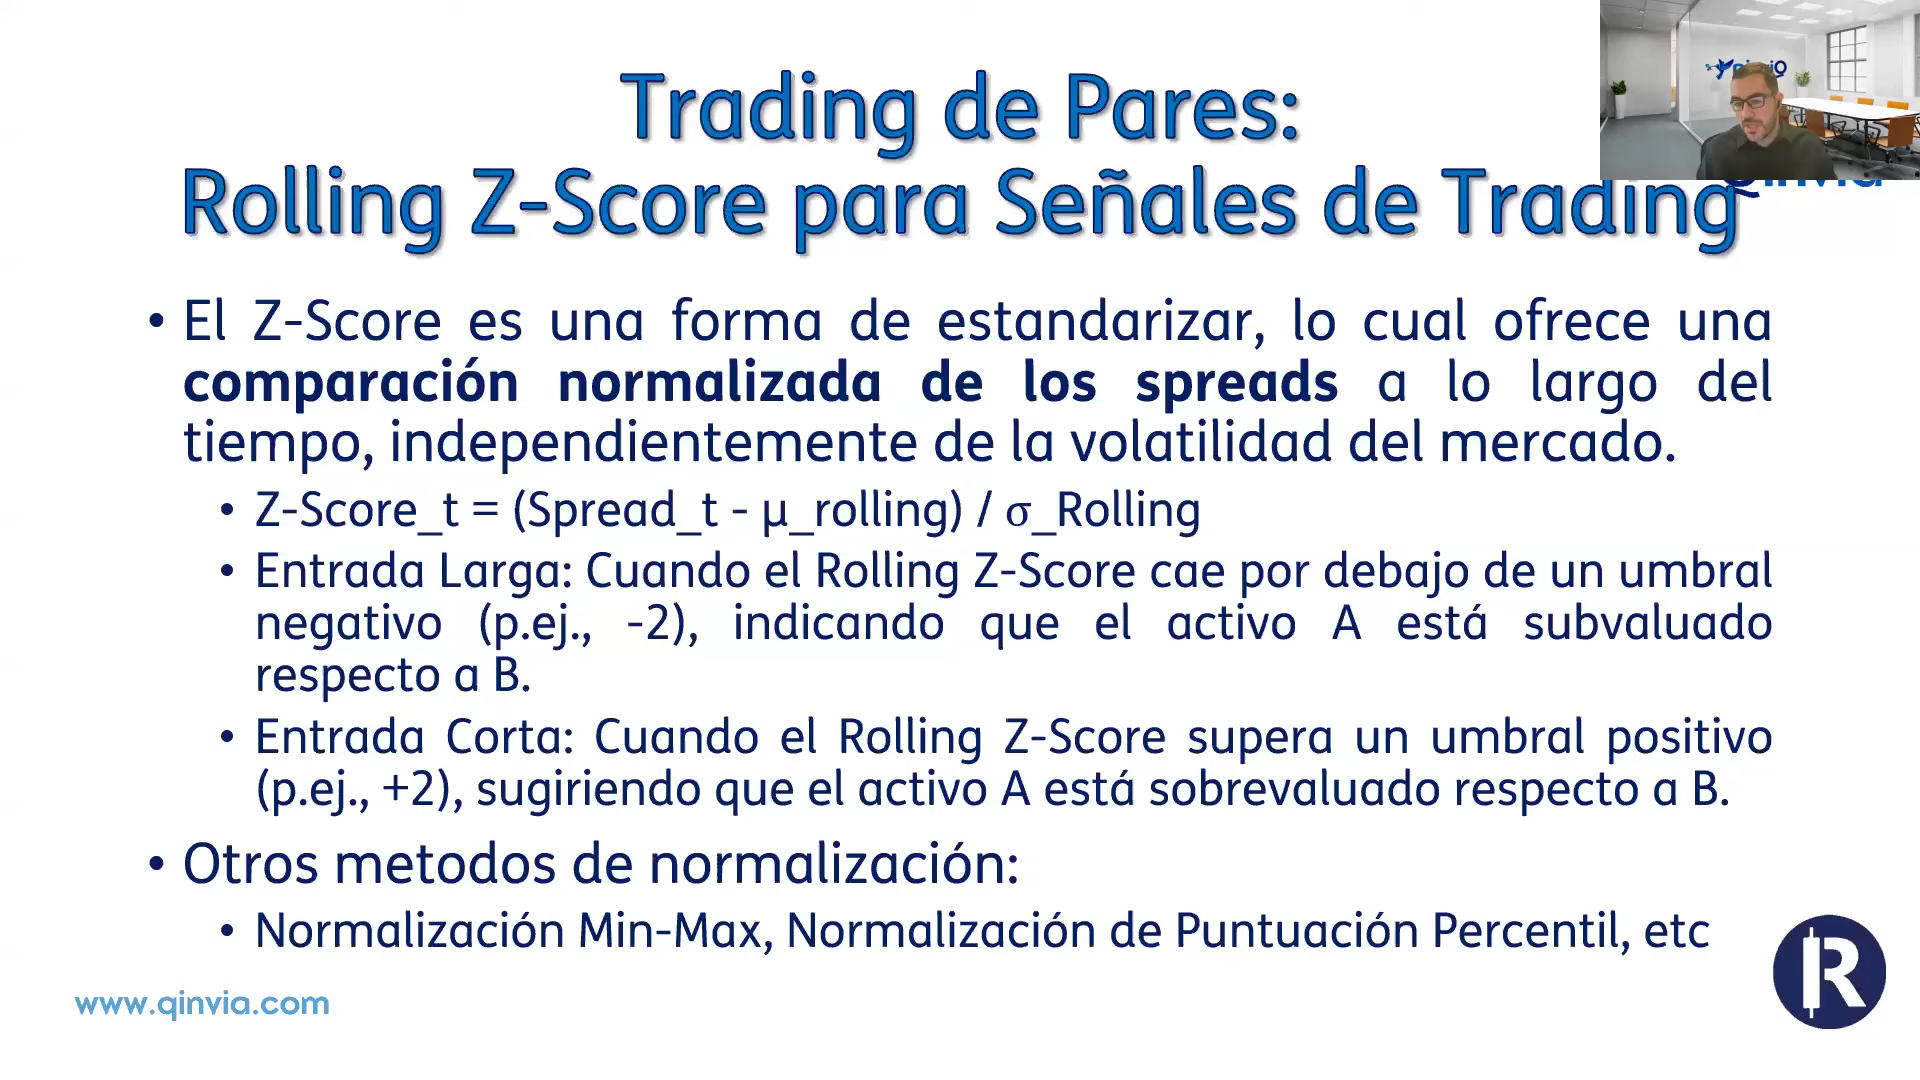 Trading de Pares:
Rolling Z-Score para Señales de Trading
• El Z-Score es una forma de estandarizar, lo cual ofrece una
comparación normalizada de los spreads a lo largo del
tiempo, independientemente de la volatilidad del mercado.
• Z-Score_t = (Spread_t - µ_rolling) / σ_Rolling
• Entrada Larga: Cuando el Rolling Z-Score cae por debajo de un umbral
negativo (p.ej., -2), indicando que el activo A está subvaluado
respecto a B.
• Entrada Corta: Cuando el Rolling Z-Score supera un umbral positivo
(p.ej., +2), sugiriendo que el activo A está sobrevaluado respecto a B.
• Otros metodos de normalización:
• Normalización Min-Max, Normalización de Puntuación Percentil, etc
www.qinvia.com
R